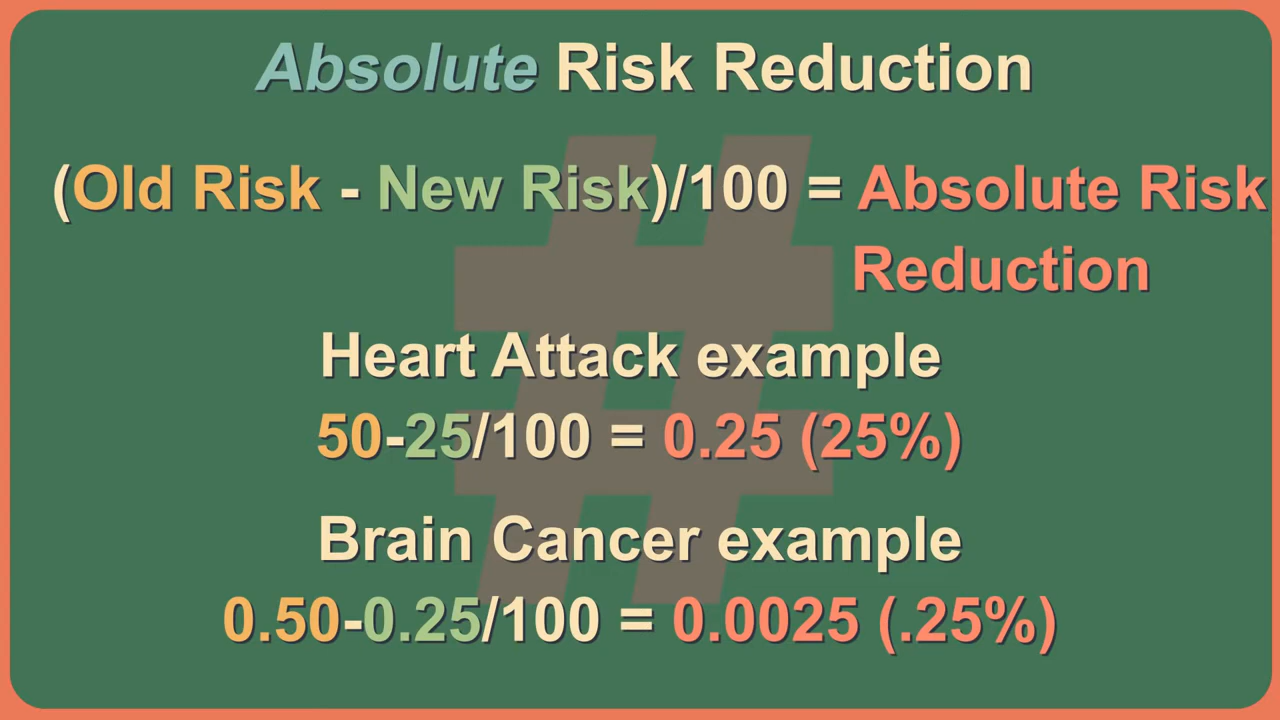 Absolute Risk Reduction
(Old Risk - New Risk)/100 = Absolute Risk
Reduction
Heart Attack example
50-25/100 = 0.25 (25%)
Brain Cancer example
0.50-0.25/100 = 0.0025 (.25%)